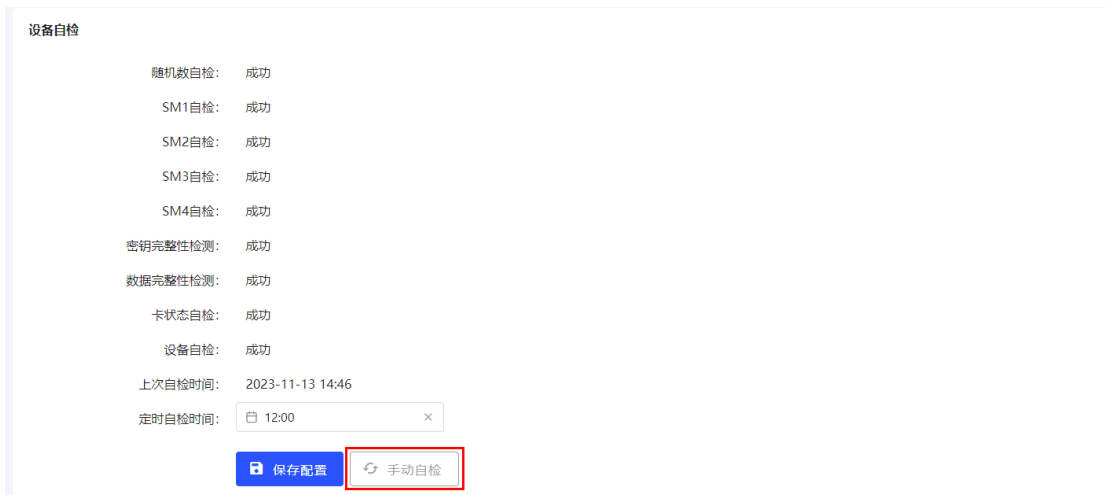 设备自检
随机数自检： 成功
SM1自检： 成功
SM2自检： 成功
SM3自检： 成功
SM4自检： 成功
密钥完整性检测： 成功
数据完整性检测： 成功
卡状态自检： 成功
设备自检： 成功
上次自检时间： 2023-11-13 14:46
定时自检时间： 12:00
保存配置 手动自检